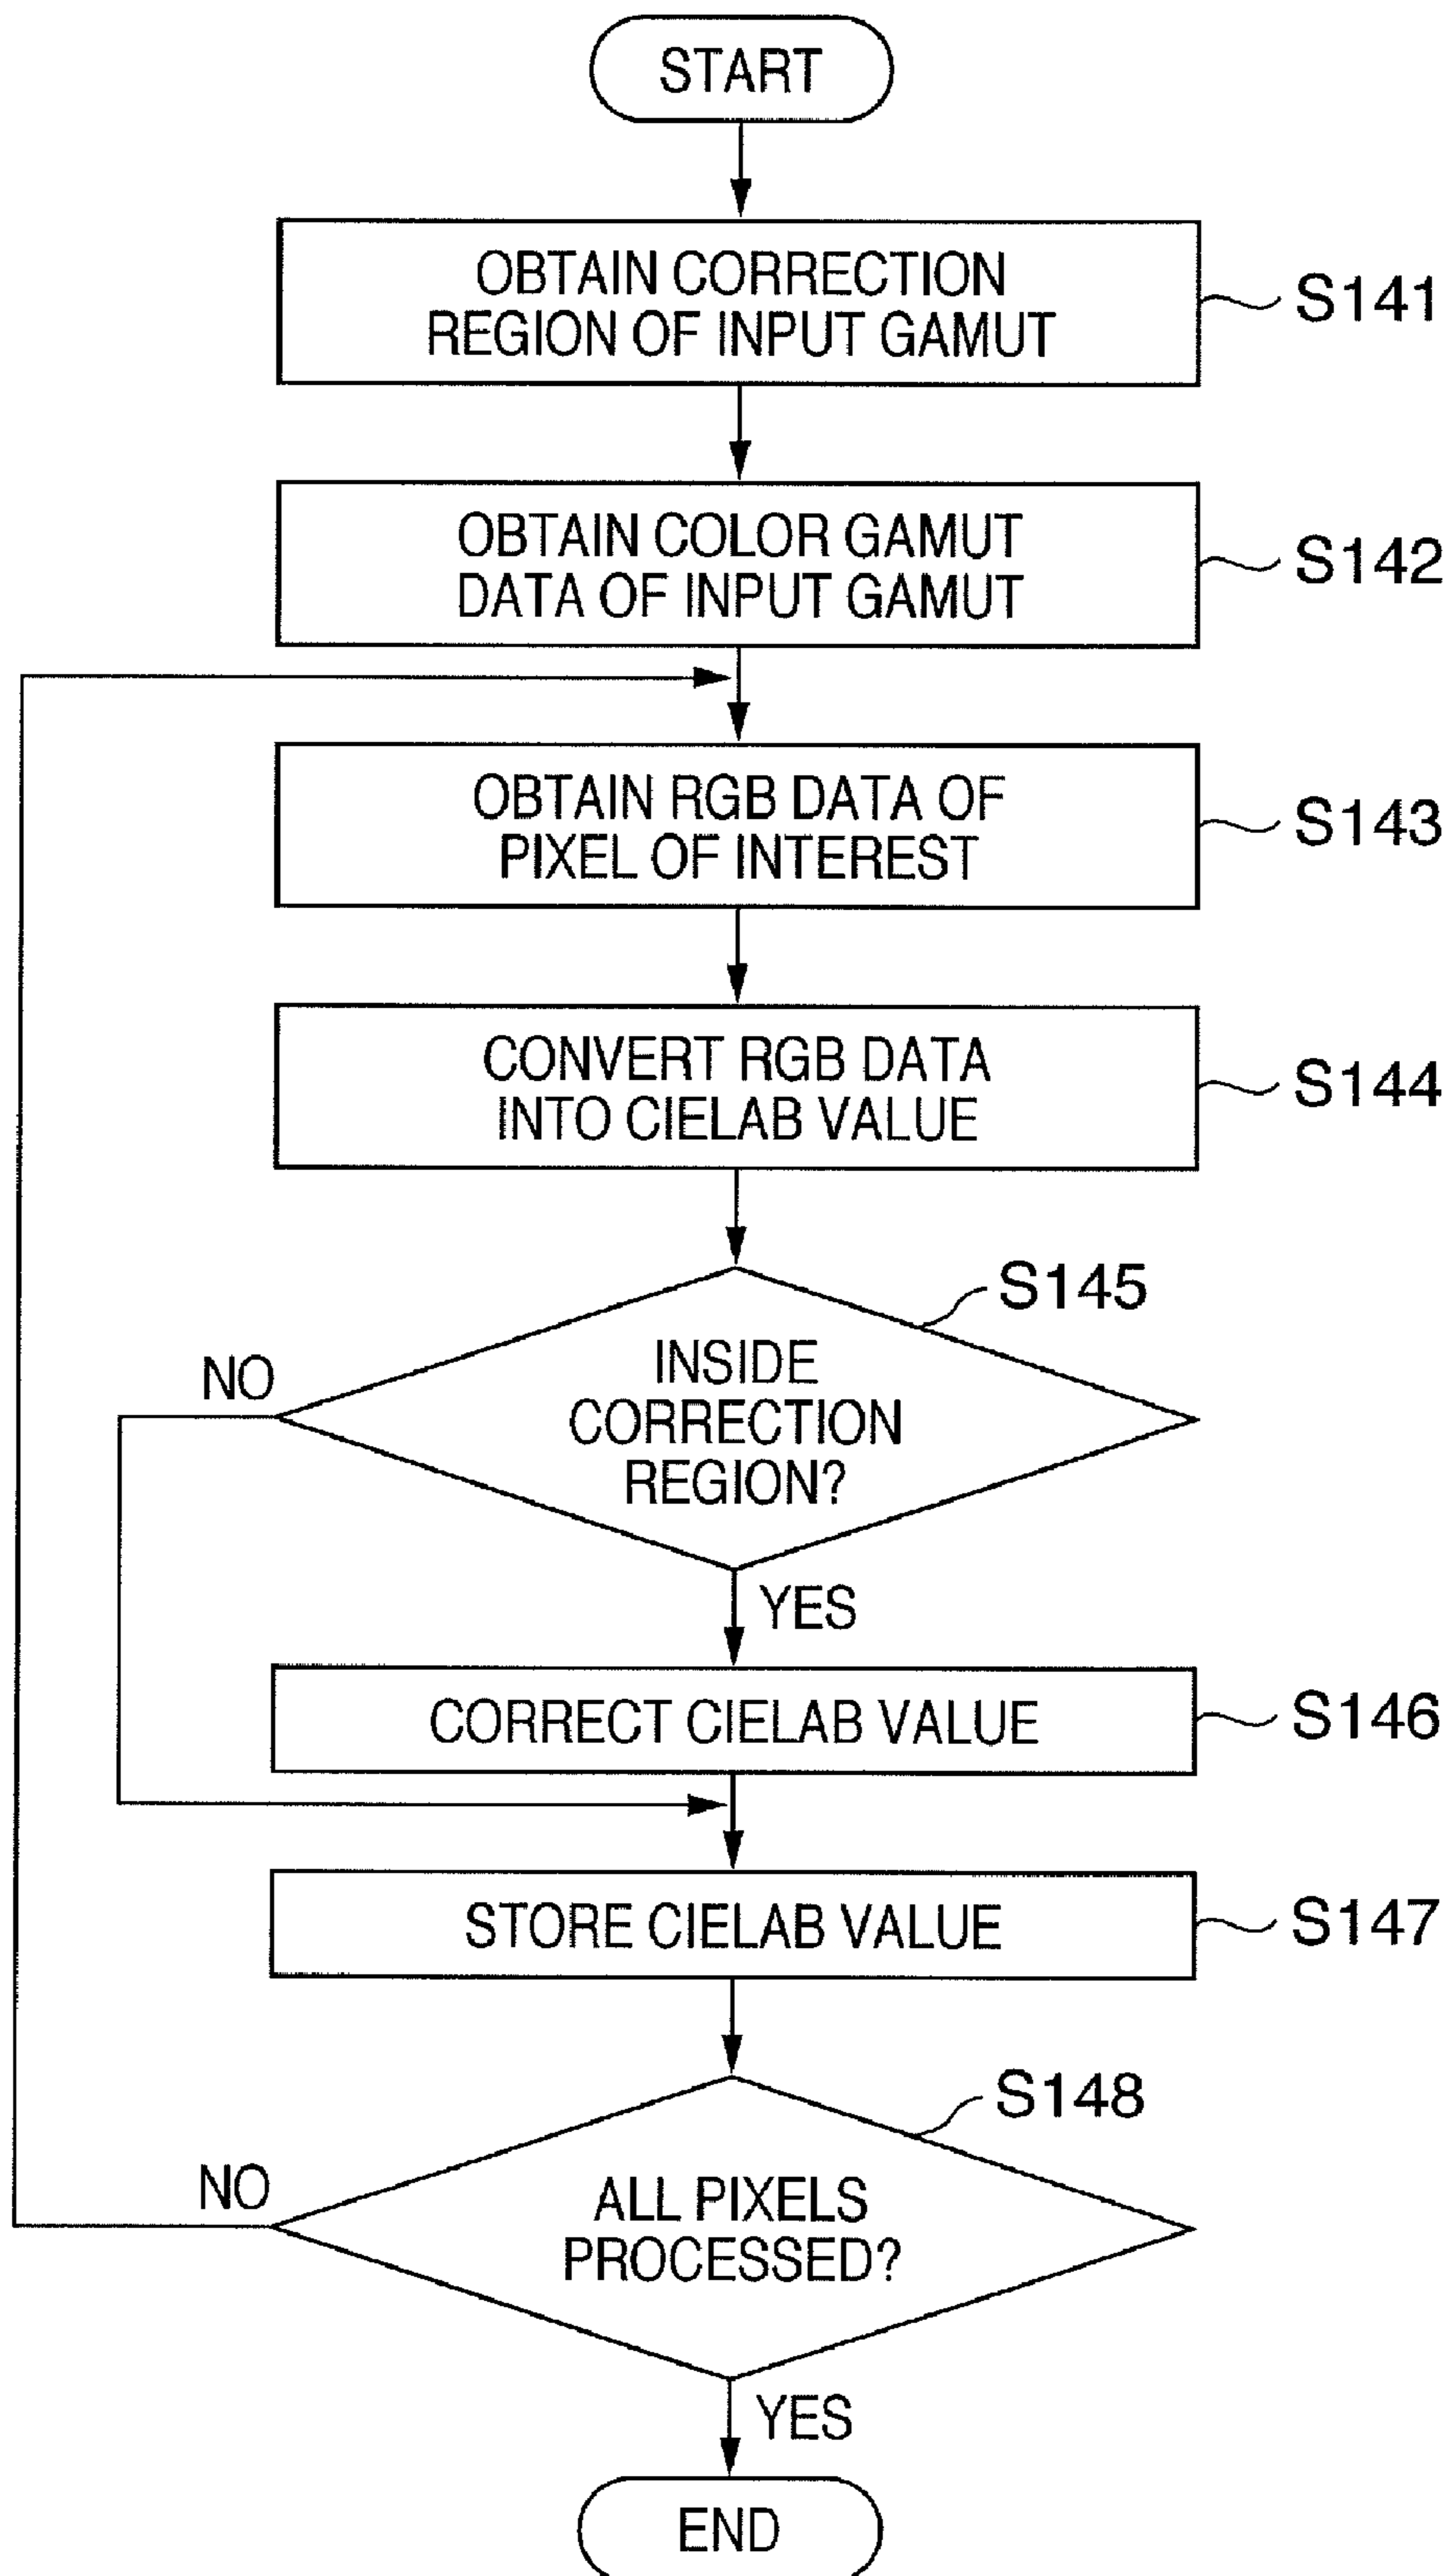 START
OBTAIN CORRECTION
REGION OF INPUT GAMUT
S141
OBTAIN COLOR GAMUT
DATA OF INPUT GAMUT
S142
OBTAIN RGB DATA OF
PIXEL OF INTEREST
S143
CONVERT RGB DATA
INTO CIELAB VALUE
S144
S145
NO
INSIDE
CORRECTION
REGION?
YES
CORRECT CIELAB VALUE
S146
STORE CIELAB VALUE
S147
S148
NO
ALL PIXELS
PROCESSED?
YES
END